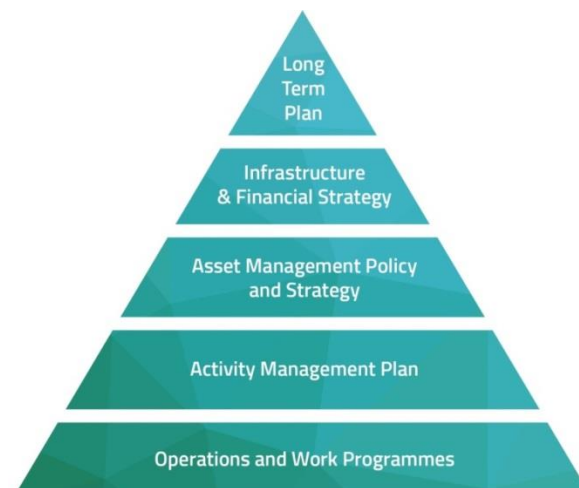 Long
Term
Plan
Infrastructure
& Financial Strategy
Asset Management Policy
and Strategy
Activity Management Plan
Operations and Work Programmes